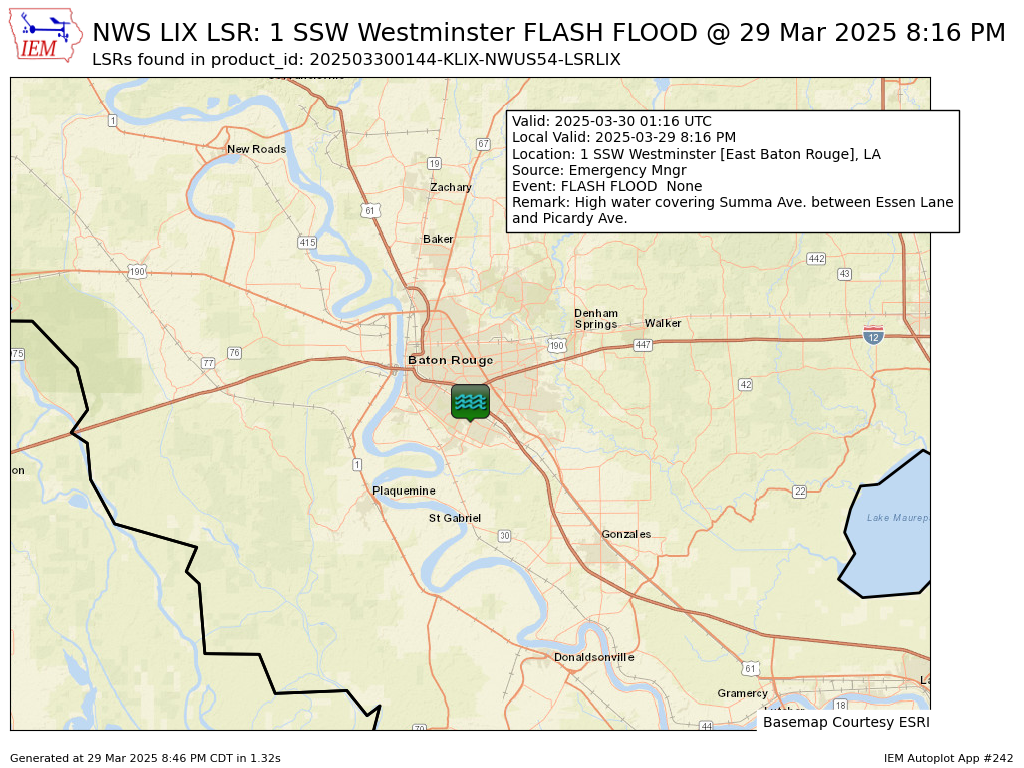 IEM
NWS LIX LSR: 1 SSW Westminster FLASH FLOOD @ 29 Mar 2025 8:16 PM
LSRs found in product_id: 202503300144-KLIX-NWUS54-LSRLIX
Valid: 2025-03-30 01:16 UTC
Local Valid: 2025-03-29 8:16 PM
Location: 1 SSW Westminster [East Baton Rouge], LA
Source: Emergency Mngr
Event: FLASH FLOOD  None
Remark: High water covering Summa Ave. between Essen Lane
and Picardy Ave.
1
New Roads
67
19
Zachary
61
Baker
415
442
190
43
Denham
Springs
Walker
12
447
190
975
76
77
Baton Rouge
42
1
on
Plaquemine
22
St Gabriel
Lake Maurep
30
Gonzales
Donaldsonville
61
Gramercy
18
44
70
Basemap Courtesy ESRI
Generated at 29 Mar 2025 8:46 PM CDT in 1.32s
IEM Autoplot App #242